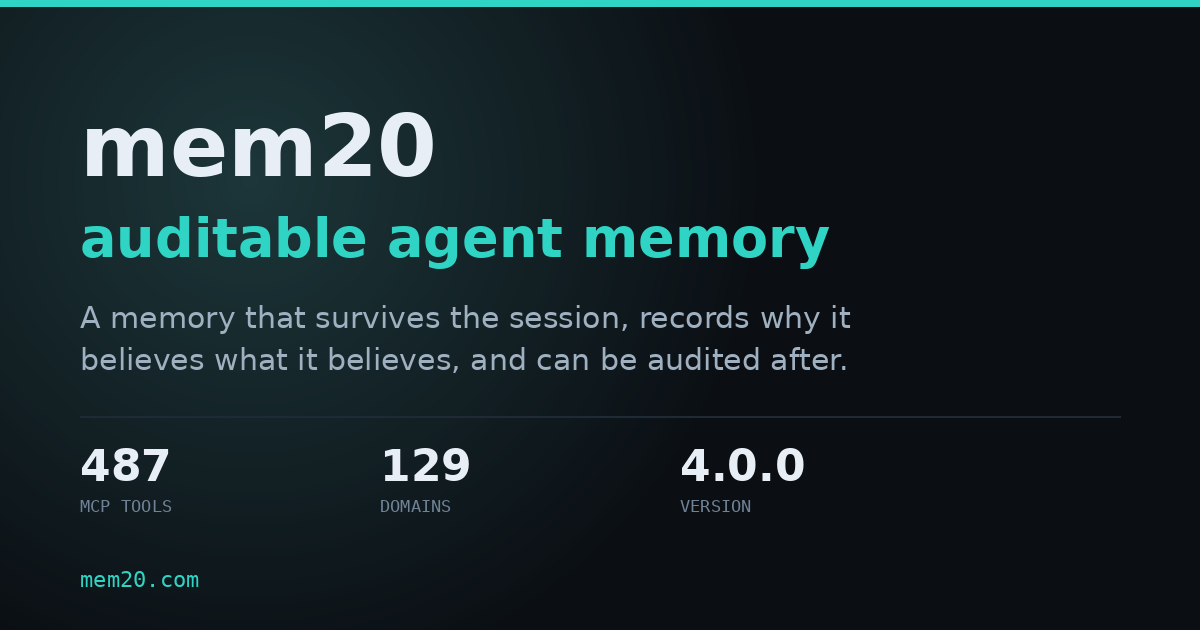 mem20
auditable agent memory
A memory that survives the session, records why it
believes what it believes, and can be audited after.
487
MCP TOOLS
129
DOMAINS
4.0.0
VERSION
mem20.com